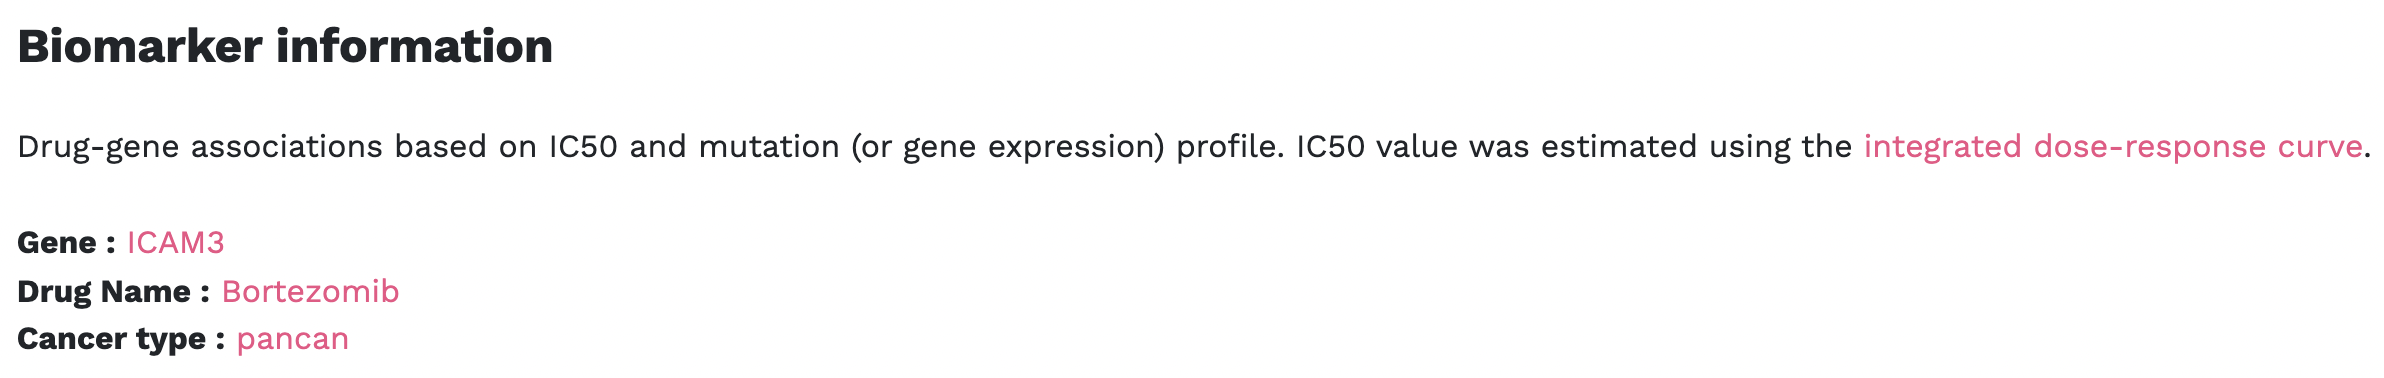 Biomarker information
Drug-gene associations based on IC50 and mutation (or gene expression) profile. IC50 value was estimated using the integrated dose-response curve.
Gene : ICAM3
Drug Name : Bortezomib
Cancer type : pancan